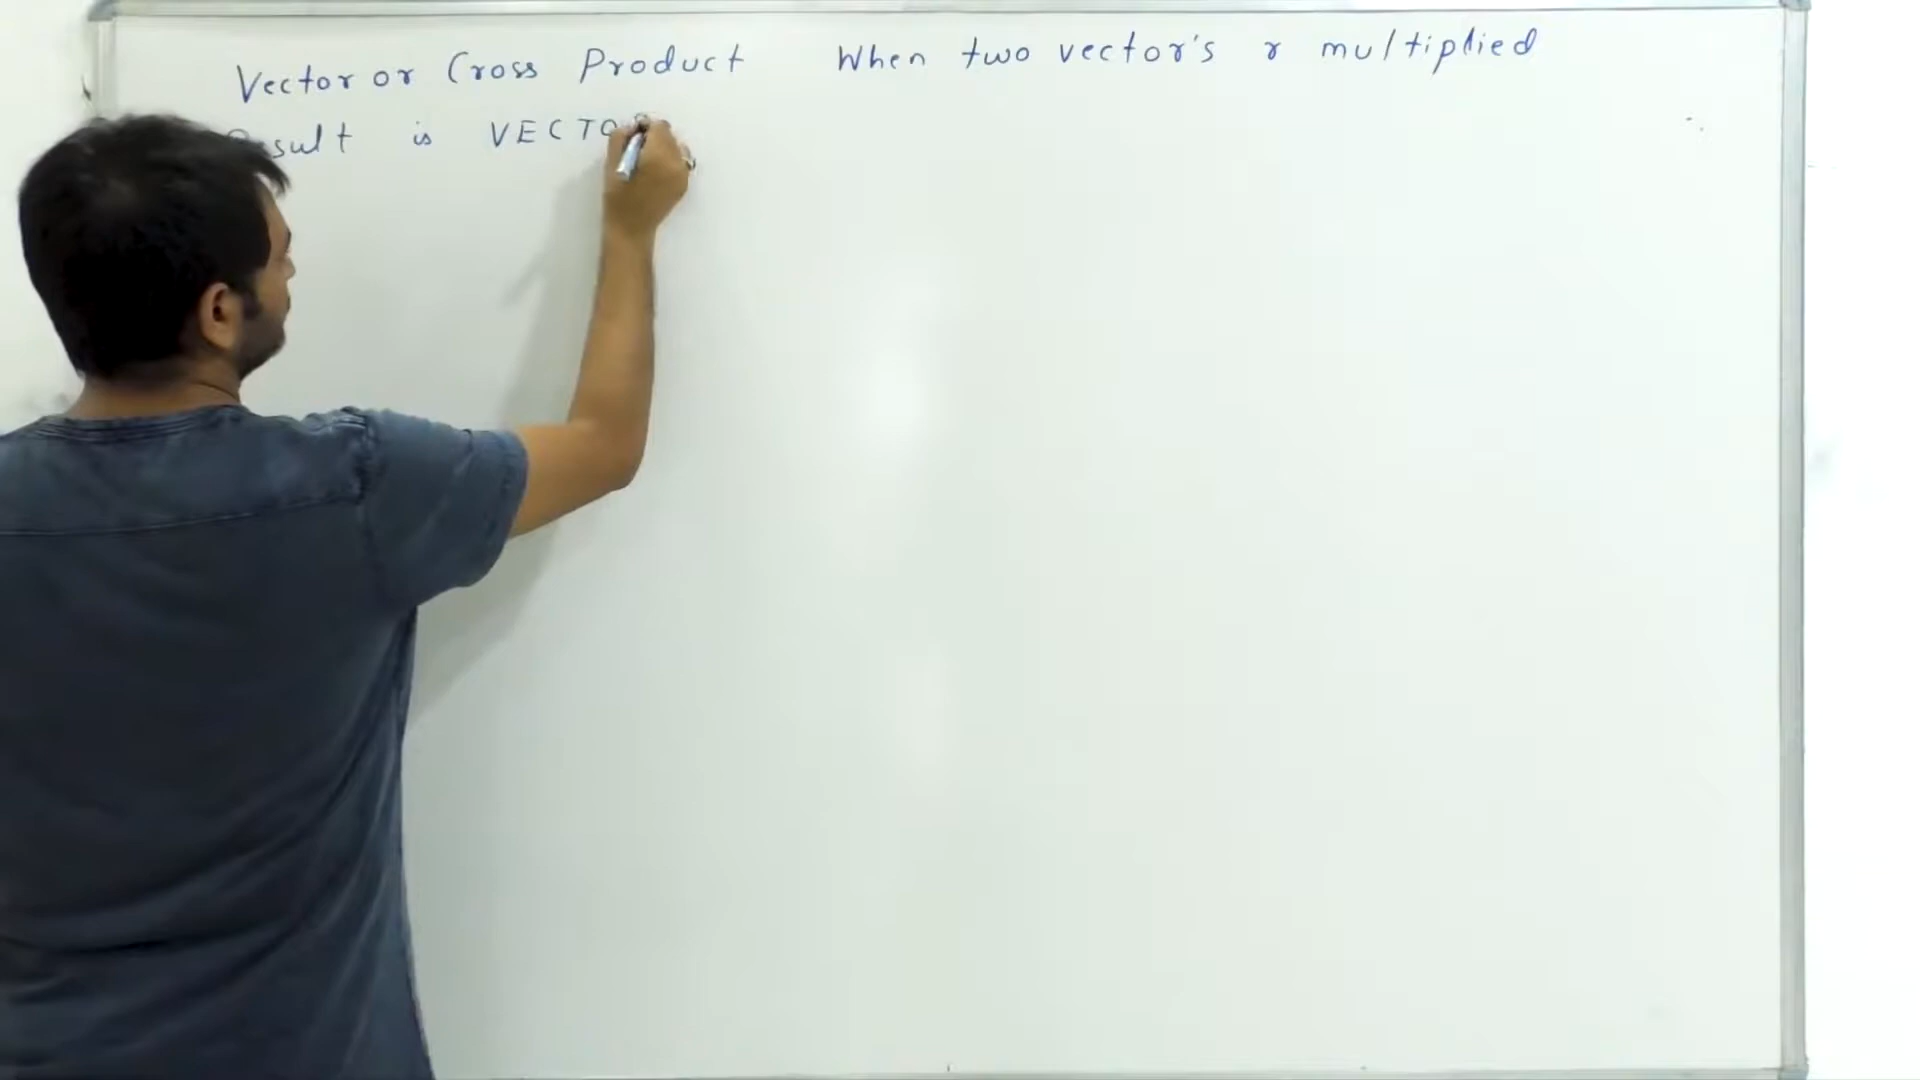 Vector or Cross Product When two vector's r multiplied
Result is VECTOR